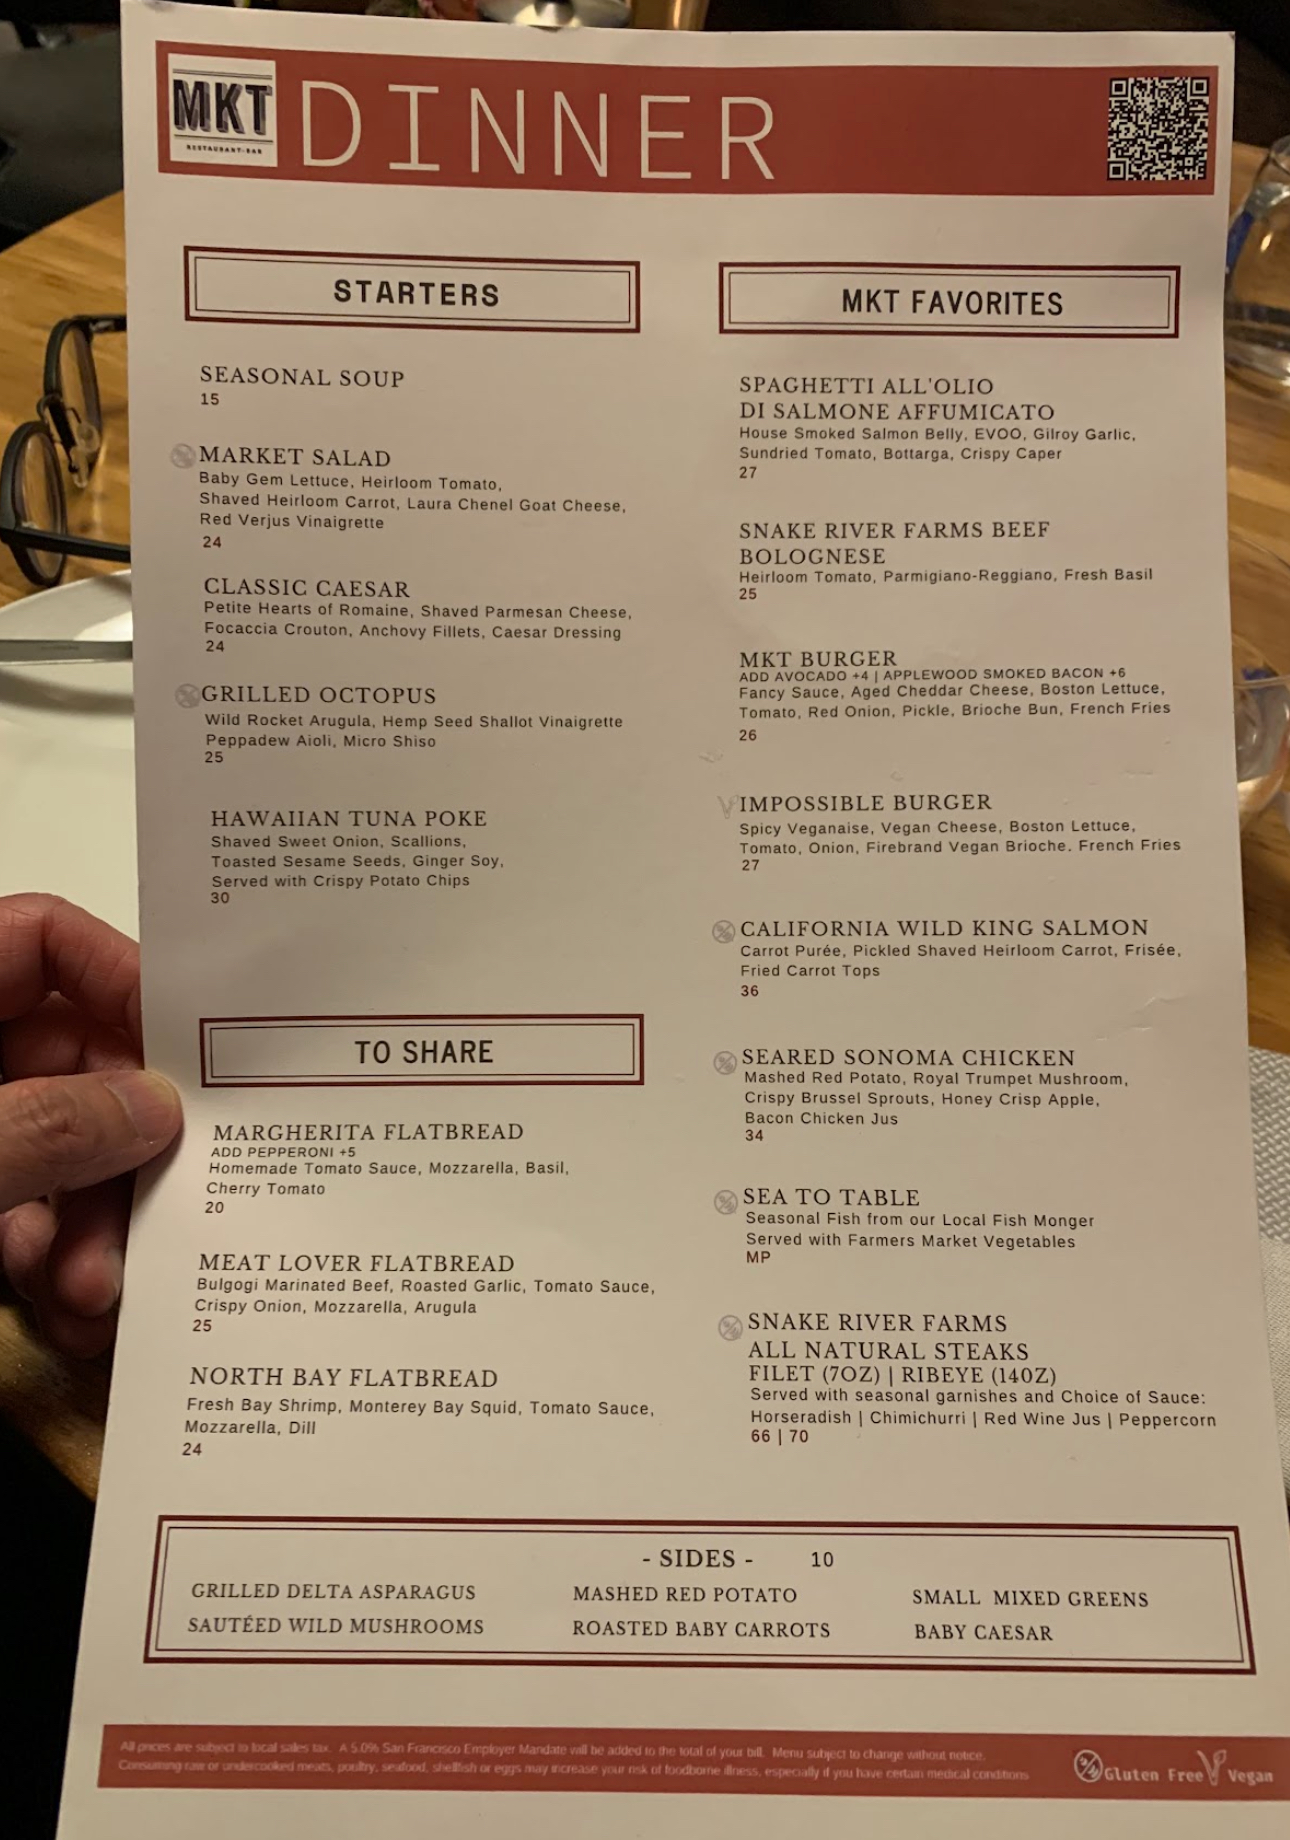 MKT
RESTAURANT-BAR
DINNER
STARTERS
SEASONAL SOUP
15
MARKET SALAD
Baby Gem Lettuce, Heirloom Tomato,
Shaved Heirloom Carrot, Laura Chenel Goat Cheese,
Red Verjus Vinaigrette
24
CLASSIC CAESAR
Petite Hearts of Romaine, Shaved Parmesan Cheese,
Focaccia Crouton, Anchovy Fillets, Caesar Dressing
24
GRILLED OCTOPUS
Wild Rocket Arugula, Hemp Seed Shallot Vinaigrette
Peppadew Aioli, Micro Shiso
25
HAWAIIAN TUNA POKE
Shaved Sweet Onion, Scallions,
Toasted Sesame Seeds, Ginger Soy,
Served with Crispy Potato Chips
30
TO SHARE
MARGHERITA FLATBREAD
ADD PEPPERONI +5
Homemade Tomato Sauce, Mozzarella, Basil,
Cherry Tomato
20
MEAT LOVER FLATBREAD
Bulgogi Marinated Beef, Roasted Garlic, Tomato Sauce,
Crispy Onion, Mozzarella, Arugula
25
NORTH BAY FLATBREAD
Fresh Bay Shrimp, Monterey Bay Squid, Tomato Sauce,
Mozzarella, Dill
24
MKT FAVORITES
SPAGHETTI ALL'OLIO
DI SALMONE AFFUMICATO
House Smoked Salmon Belly, EVOO, Gilroy Garlic,
Sundried Tomato, Bottarga, Crispy Caper
27
SNAKE RIVER FARMS BEEF
BOLOGNESE
Heirloom Tomato, Parmigiano-Reggiano, Fresh Basil
25
MKT BURGER
ADD AVOCADO +4 | APPLEWOOD SMOKED BACON +6
Fancy Sauce, Aged Cheddar Cheese, Boston Lettuce,
Tomato, Red Onion, Pickle, Brioche Bun, French Fries
26
IMPOSSIBLE BURGER
Spicy Veganaise, Vegan Cheese, Boston Lettuce,
Tomato, Onion, Firebrand Vegan Brioche. French Fries
27
CALIFORNIA WILD KING SALMON
Carrot Purée, Pickled Shaved Heirloom Carrot, Frisée,
Fried Carrot Tops
36
SEARED SONOMA CHICKEN
Mashed Red Potato, Royal Trumpet Mushroom,
Crispy Brussel Sprouts, Honey Crisp Apple,
Bacon Chicken Jus
34
SEA TO TABLE
Seasonal Fish from our Local Fish Monger
Served with Farmers Market Vegetables
MP
SNAKE RIVER FARMS
ALL NATURAL STEAKS
FILET (7OZ) | RIBEYE (14OZ)
Served with seasonal garnishes and Choice of Sauce:
Horseradish | Chimichurri | Red Wine Jus | Peppercorn
66 | 70
- SIDES - 10
GRILLED DELTA ASPARAGUS MASHED RED POTATO SMALL MIXED GREENS
SAUTÉED WILD MUSHROOMS ROASTED BABY CARROTS BABY CAESAR
All prices are subject to local sales tax. A 5.0% San Francisco Employer Mandate will be added to the total of your bill. Menu subject to change without notice.
Consuming raw or undercooked meats, poultry, seafood, shellfish or eggs may increase your risk of foodborne illness, especially if you have certain medical conditions
Gluten Free Vegan